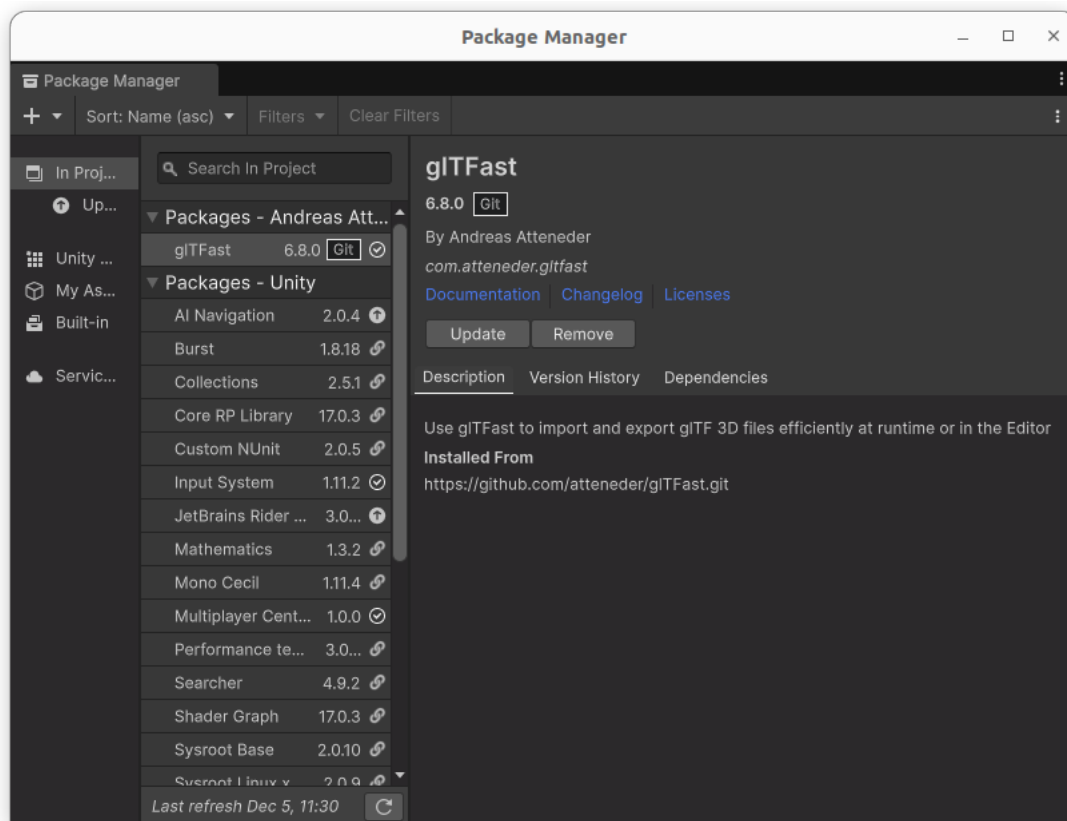 Package Manager
Package Manager
Sort: Name (asc)
Filters
Clear Filters
In Proj...
Up...
Unity ...
My As...
Built-in
Servic...
Search In Project
Packages - Andreas Att...
glTFast 6.8.0 Git
Packages - Unity
AI Navigation 2.0.4
Burst 1.8.18
Collections 2.5.1
Core RP Library 17.0.3
Custom NUnit 2.0.5
Input System 1.11.2
JetBrains Rider ... 3.0...
Mathematics 1.3.2
Mono Cecil 1.11.4
Multiplayer Cent... 1.0.0
Performance te... 3.0...
Searcher 4.9.2
Shader Graph 17.0.3
Sysroot Base 2.0.10
Sysroot Linux x... 2.0.9
Last refresh Dec 5, 11:30
glTFast
6.8.0 Git
By Andreas Atteneder
com.atteneder.gltfast
Documentation Changelog Licenses
Update Remove
Description Version History Dependencies
Use glTFast to import and export glTF 3D files efficiently at runtime or in the Editor
Installed From
https://github.com/atteneder/glTFast.git